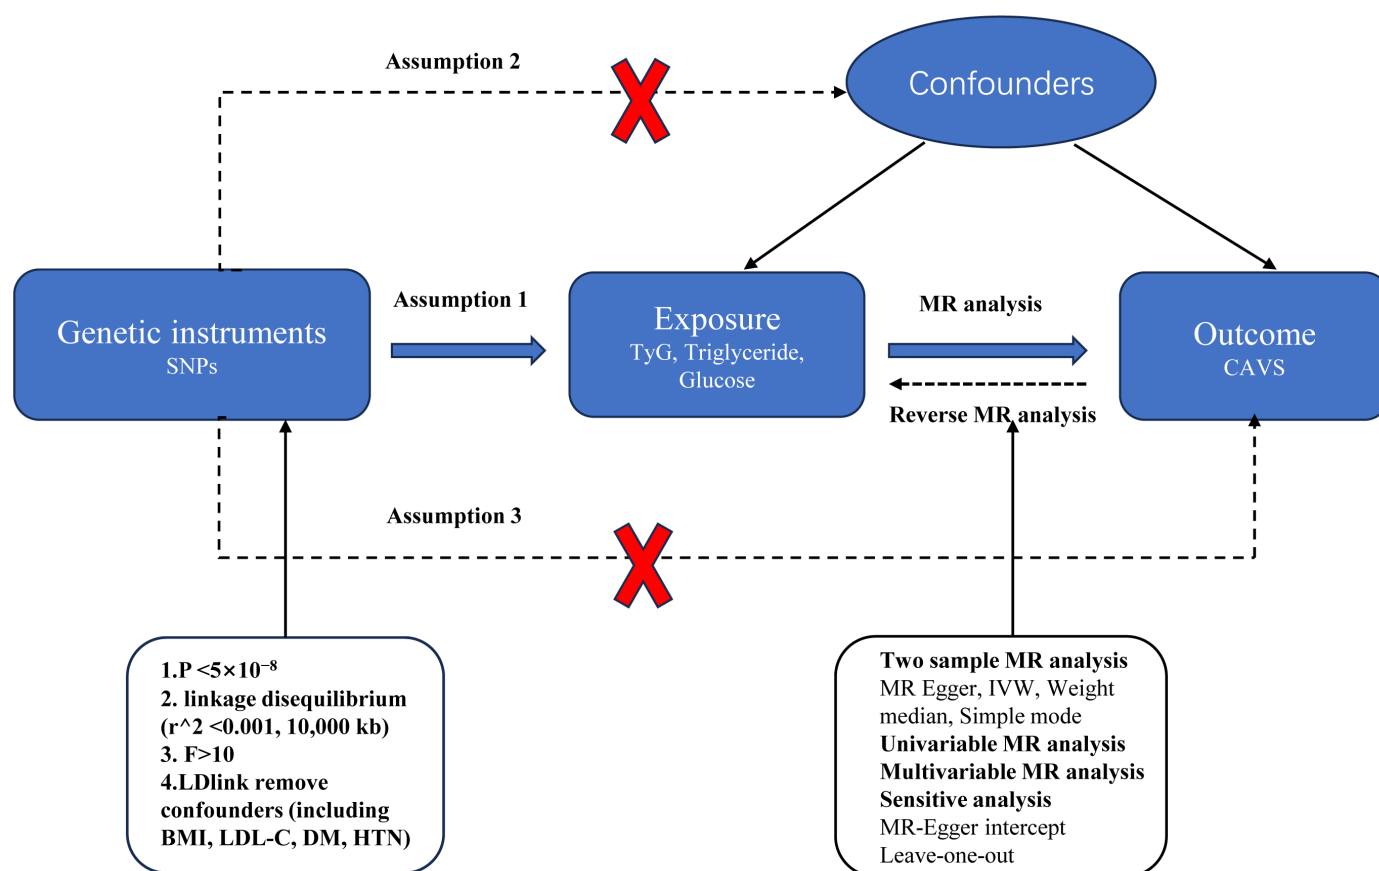 Assumption 2
Confounders
Genetic instruments
SNPs
Assumption 1
Exposure
TyG, Triglyceride,
Glucose
MR analysis
Reverse MR analysis
Outcome
CAVS
Assumption 3
1.P <5×10⁻⁸
2. linkage disequilibrium
(r^2 <0.001, 10,000 kb)
3. F>10
4.LDlink remove
confounders (including
BMI, LDL-C, DM, HTN)
Two sample MR analysis
MR Egger, IVW, Weight
median, Simple mode
Univariable MR analysis
Multivariable MR analysis
Sensitive analysis
MR-Egger intercept
Leave-one-out